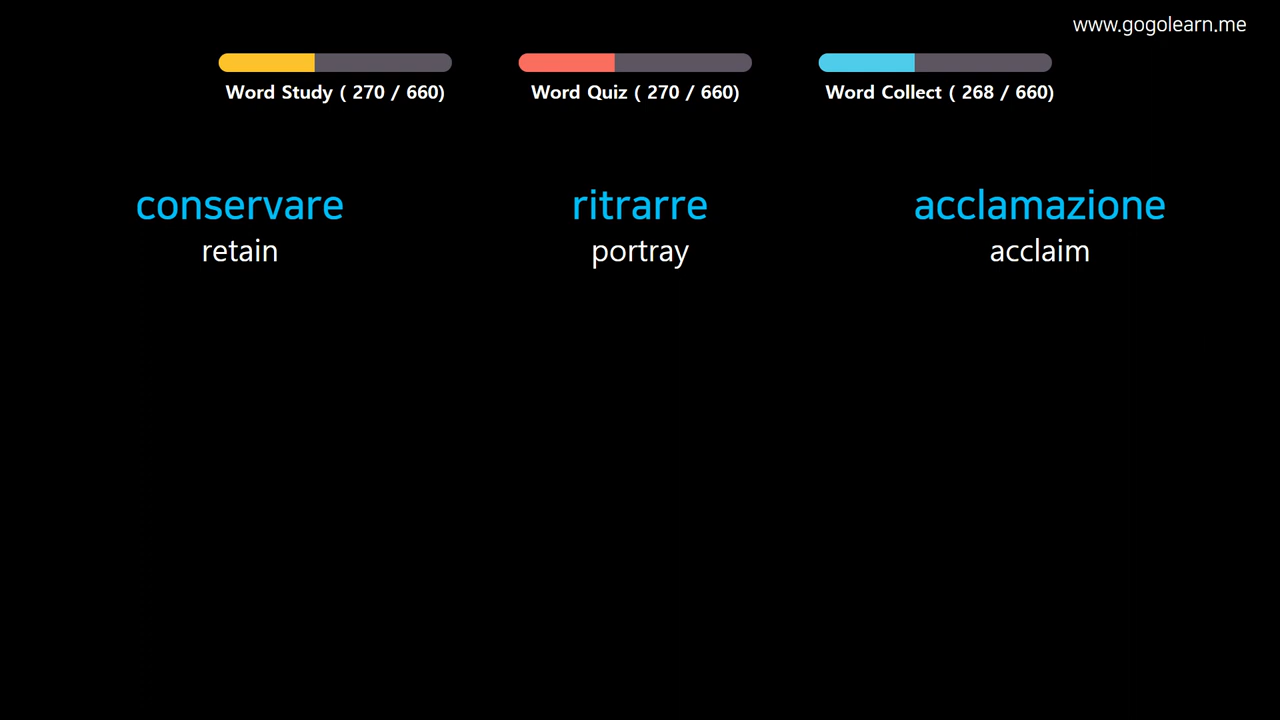 www.gogolearn.me
Word Study ( 270 / 660)
Word Quiz ( 270 / 660)
Word Collect ( 268 / 660)
conservare
retain
ritrarre
portray
acclamazione
acclaim